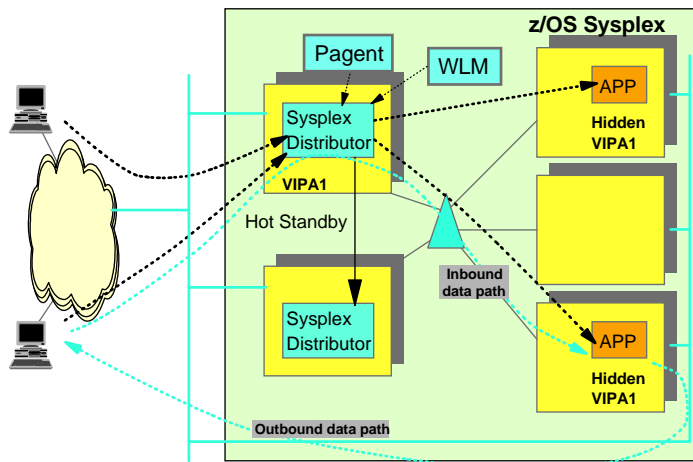 z/OS Sysplex
Pagent
WLM
APP
Sysplex
Distributor
Hidden
VIPA1
VIPA1
Hot Standby
Inbound
data path
Sysplex
Distributor
APP
Hidden
VIPA1
Outbound data path